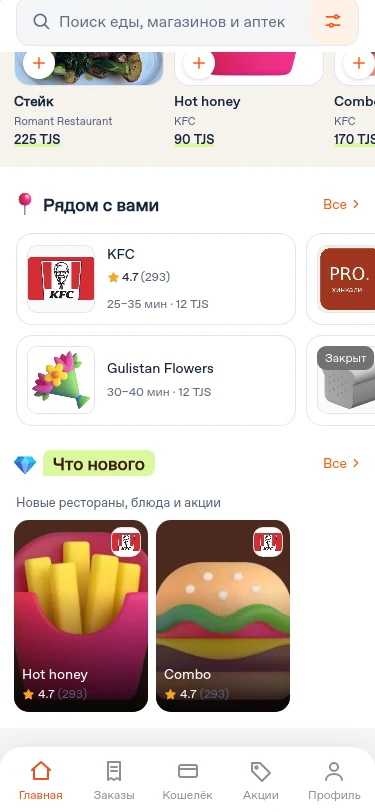 Поиск еды, магазинов и аптек
Стейк
Romant Restaurant
225 TJS
Hot honey
KFC
90 TJS
KFC
170 TJS
Рядом с вами
Все
KFC
KFC
4.7 (293)
25–35 мин · 12 TJS
PRO.
ХИНКАЛИ
Gulistan Flowers
30–40 мин · 12 TJS
Закрыт
Что нового
Все
Новые рестораны, блюда и акции
Hot honey
4.7 (293)
Combo
4.7 (293)
Главная
Заказы
Кошелёк
Акции
Профиль